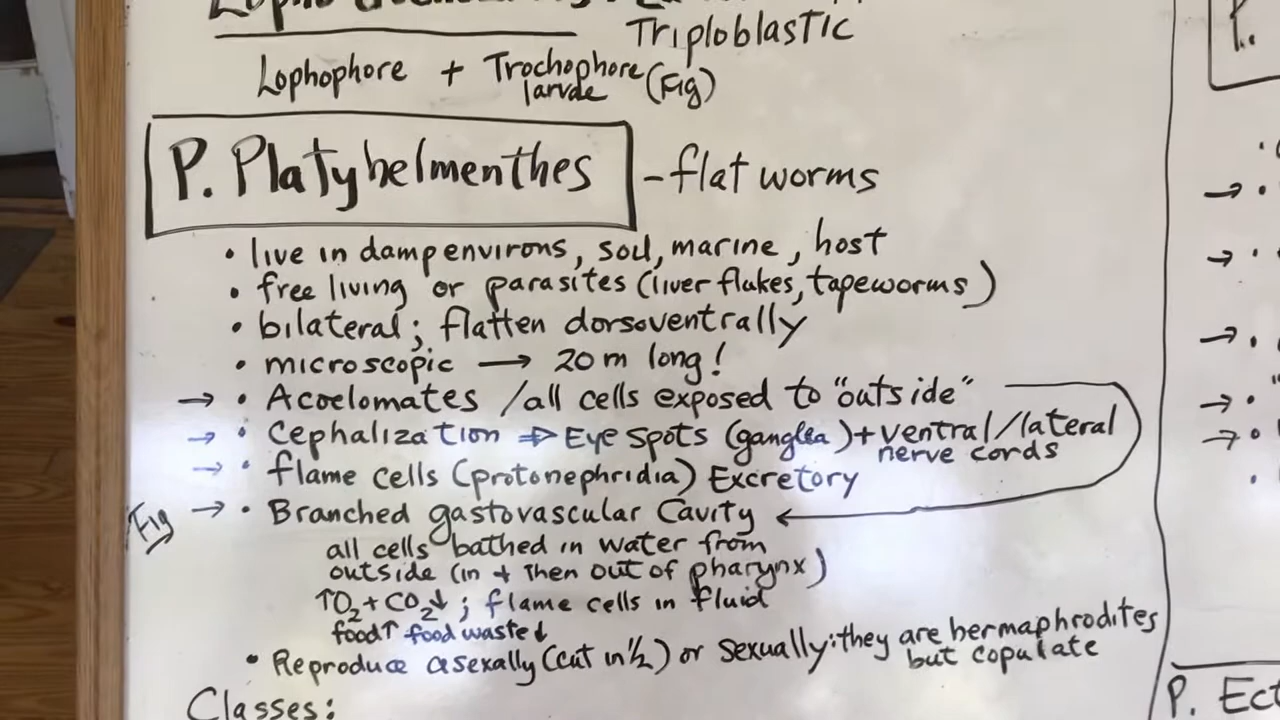 Triploblastic
Lophophore + Trochophore (Fig)
larvae
P. Platyhelmenthes - flat worms
• live in damp environs, soil, marine, host
• free living or parasites (liver flukes, tapeworms)
• bilateral; flatten dorsoventrally
• microscopic → 20 m long!
→ • Acoelomates / all cells exposed to "outside"
→ • Cephalization ⇒ Eye spots (ganglea) + ventral/lateral
nerve cords
→ • flame cells (protonephridia) Excretory
Fig → • Branched gastovascular Cavity
all cells bathed in water from
outside (in + then out of pharynx)
↑O₂ + CO₂↓ ; flame cells in fluid
food↑ food waste↓
• Reproduce asexally (cut in ½) or sexually: they are hermaphrodites
but copulate
Classes:
P. Ect